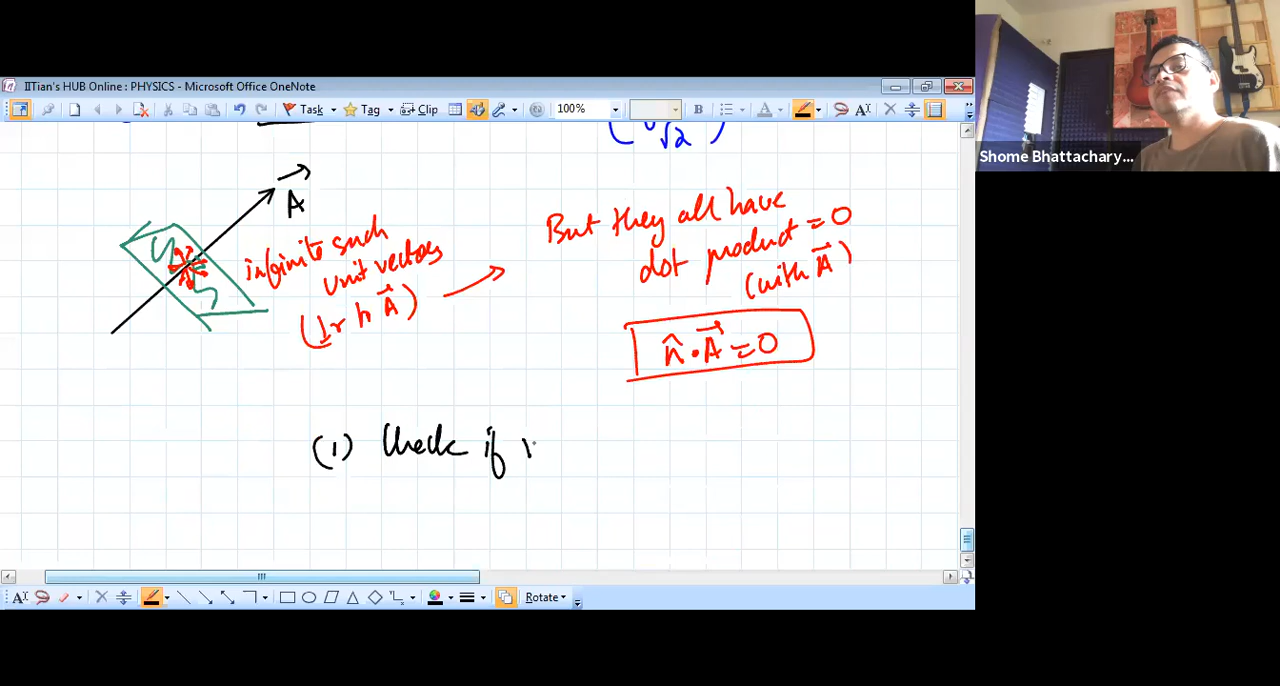 IITian's HUB Online : PHYSICS - Microsoft Office OneNote
Task Tag Clip 100% B A
Shome Bhattachary...
√2
A
But they all have
dot product = 0
(with A)
infinite such
unit vectors
(⊥r to A)
n̂ • A = 0
(1) Check if
Rotate